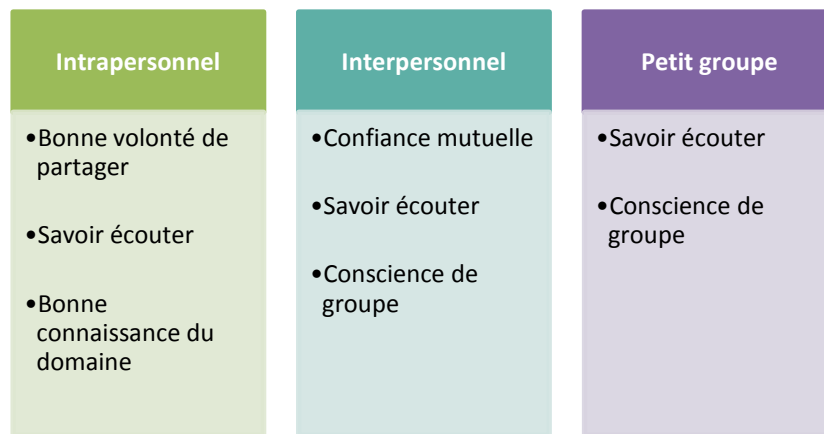 Intrapersonnel
•Bonne volonté de
partager
•Savoir écouter
•Bonne
connaissance du
domaine
Interpersonnel
•Confiance mutuelle
•Savoir écouter
•Conscience de
groupe
Petit groupe
•Savoir écouter
•Conscience de
groupe